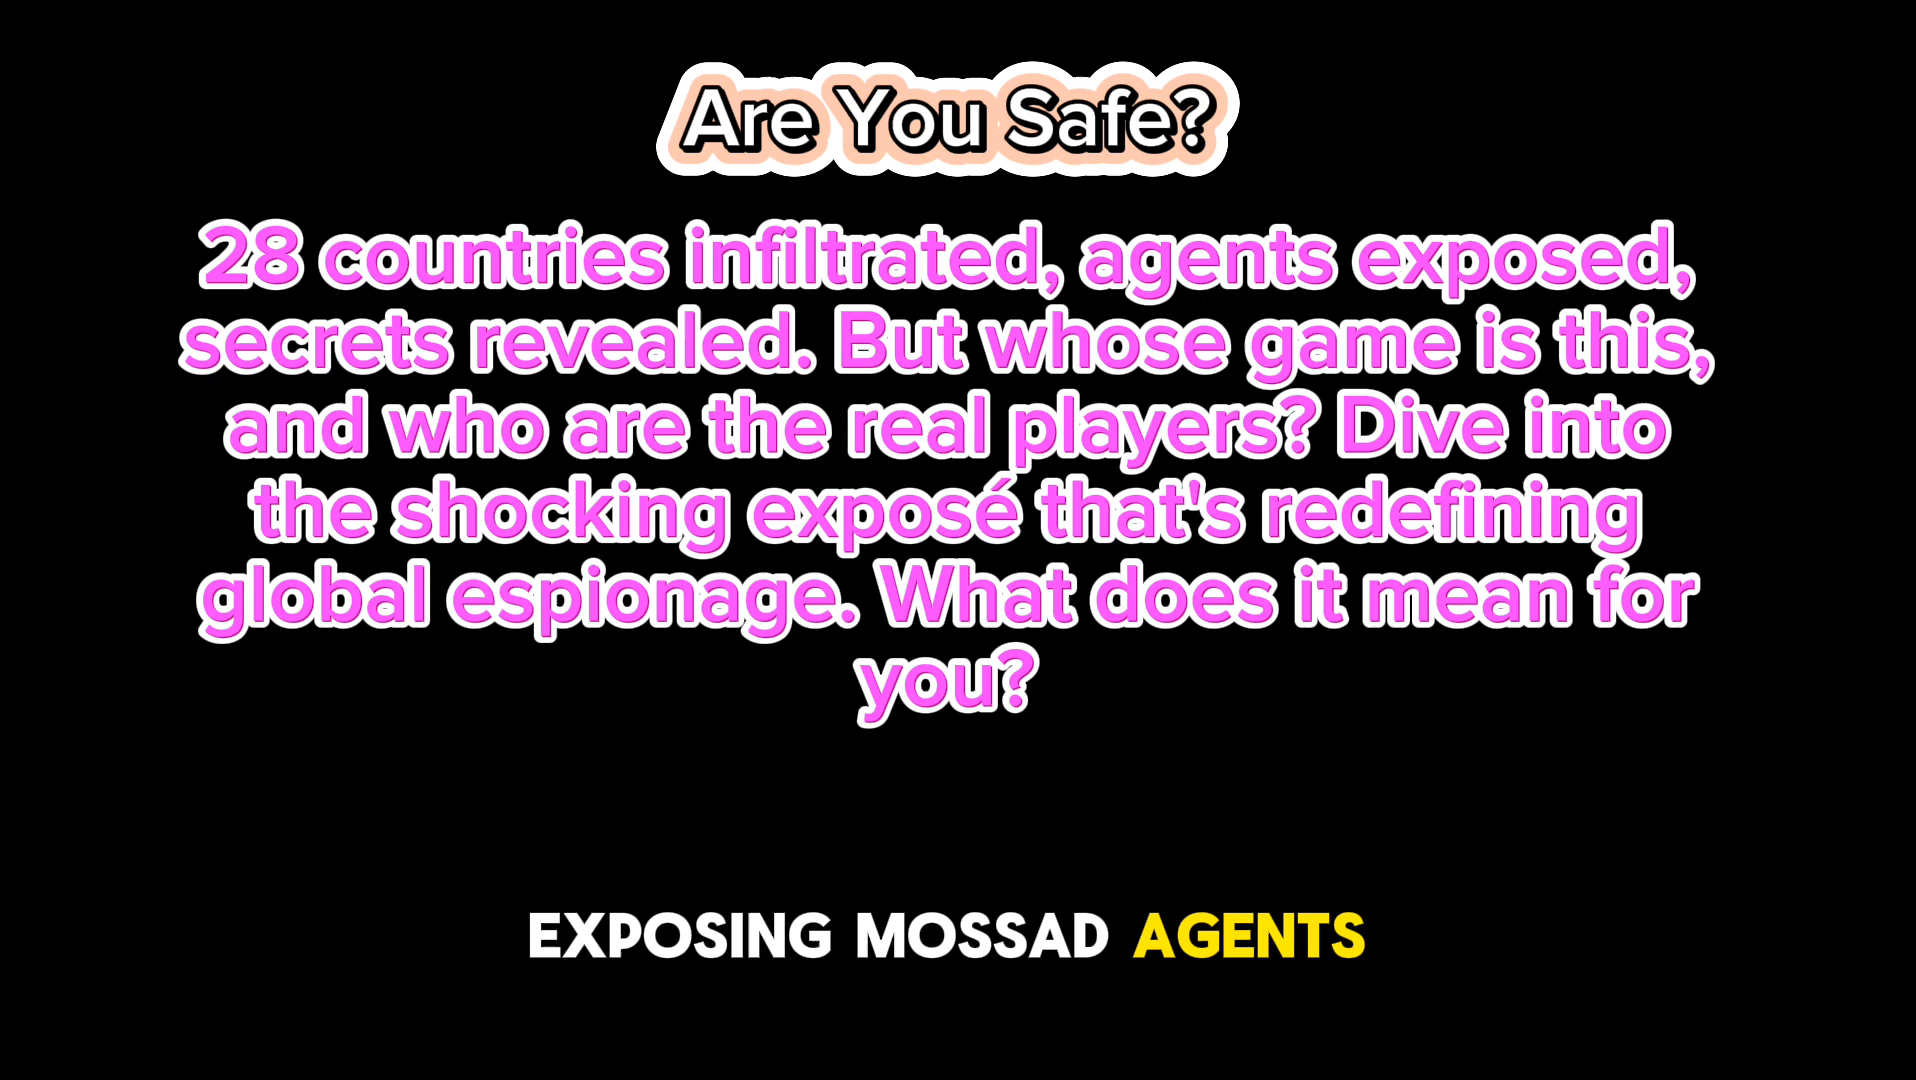 Are You Safe?
28 countries infiltrated, agents exposed,
secrets revealed. But whose game is this,
and who are the real players? Dive into
the shocking exposé that's redefining
global espionage. What does it mean for
you?
EXPOSING MOSSAD AGENTS